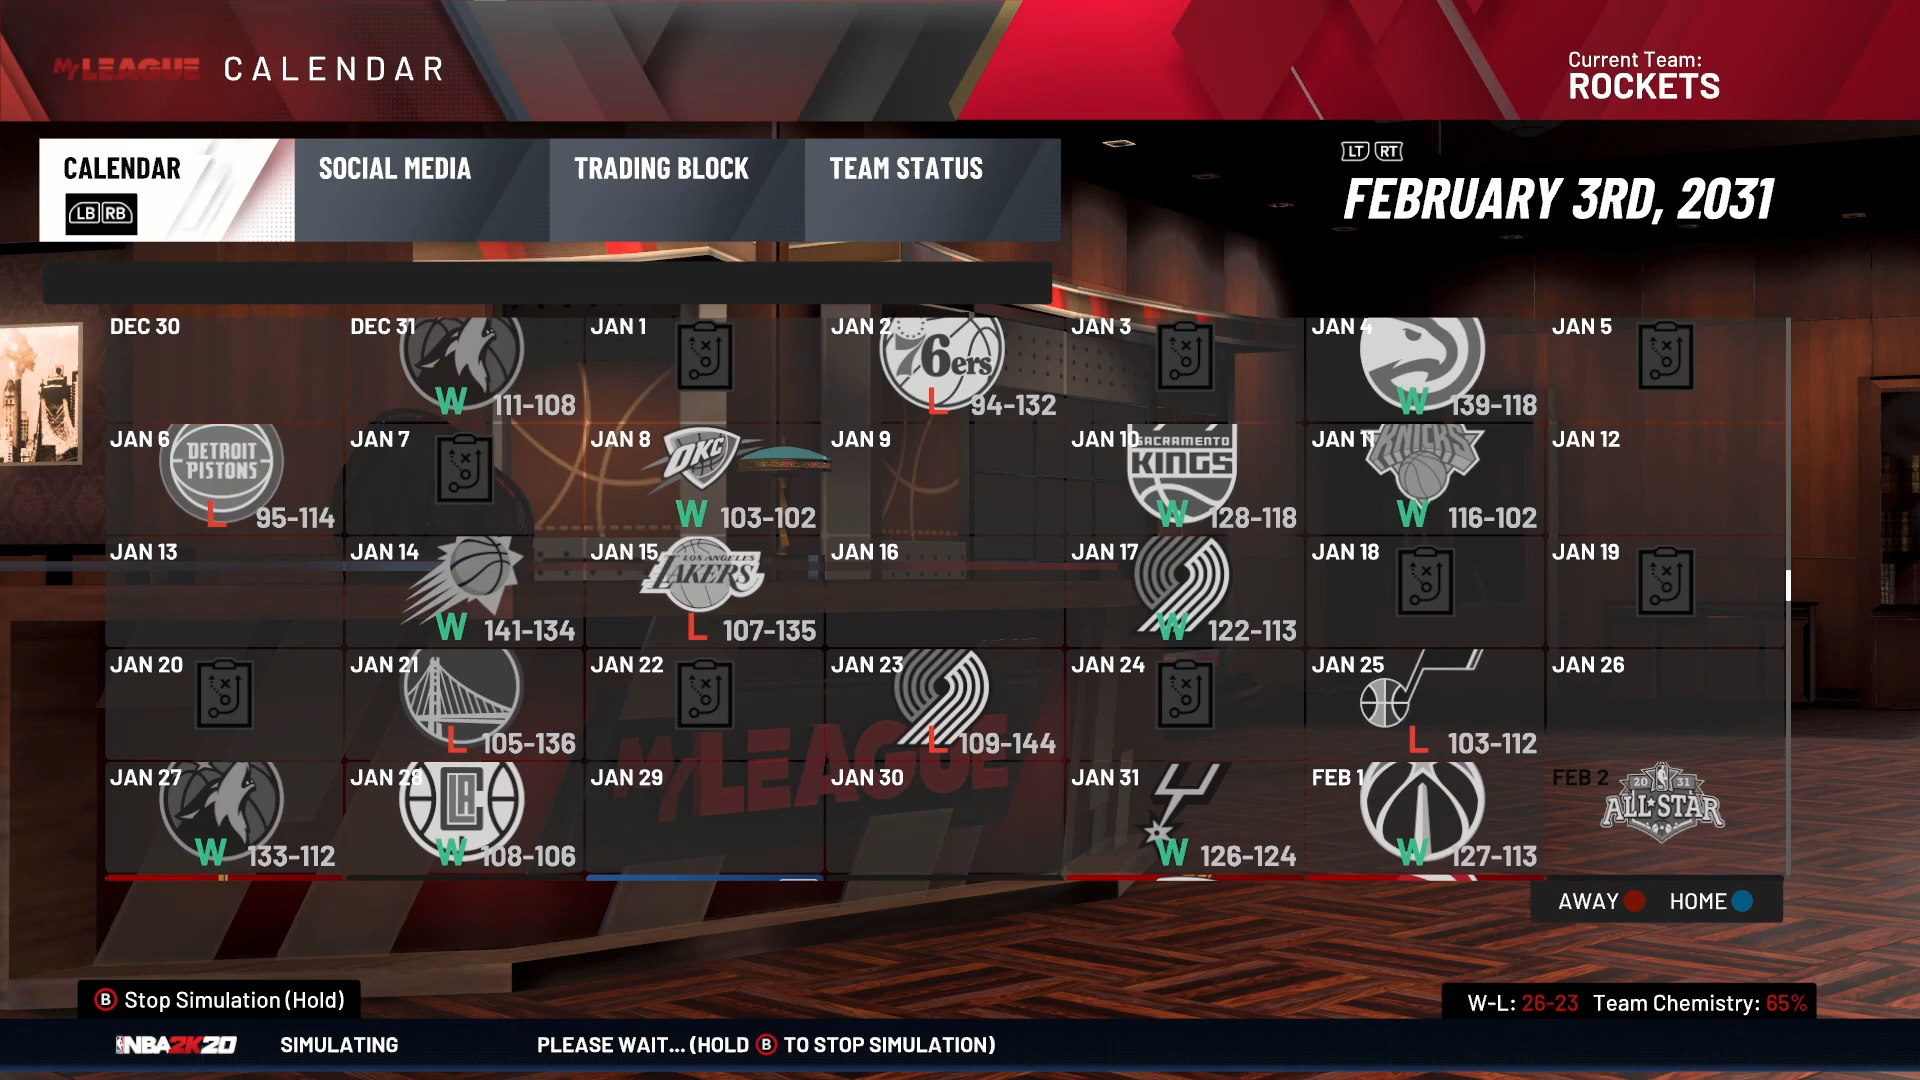 MyLEAGUE CALENDAR
Current Team:
ROCKETS
CALENDAR
LB RB
SOCIAL MEDIA
TRADING BLOCK
TEAM STATUS
LT RT
FEBRUARY 3RD, 2031
DEC 30 DEC 31 JAN 1 JAN 2 JAN 3 JAN 4 JAN 5
76ers
W 111-108 L 94-132 W 139-118
JAN 6 JAN 7 JAN 8 JAN 9 JAN 10 JAN 11 JAN 12
DETROIT PISTONS OKC SACRAMENTO KINGS KNICKS
L 95-114 W 103-102 W 128-118 W 116-102
JAN 13 JAN 14 JAN 15 JAN 16 JAN 17 JAN 18 JAN 19
LOS ANGELES LAKERS
W 141-134 L 107-135 W 122-113
JAN 20 JAN 21 JAN 22 JAN 23 JAN 24 JAN 25 JAN 26
L 105-136 L 109-144 L 103-112
MyLEAGUE
JAN 27 JAN 28 JAN 29 JAN 30 JAN 31 FEB 1 FEB 2
LAC 20 31 ALL STAR
W 133-112 W 108-106 W 126-124 W 127-113
AWAY HOME
B Stop Simulation (Hold)
W-L: 26-23 Team Chemistry: 65%
NBA2K20 SIMULATING PLEASE WAIT... (HOLD B TO STOP SIMULATION)